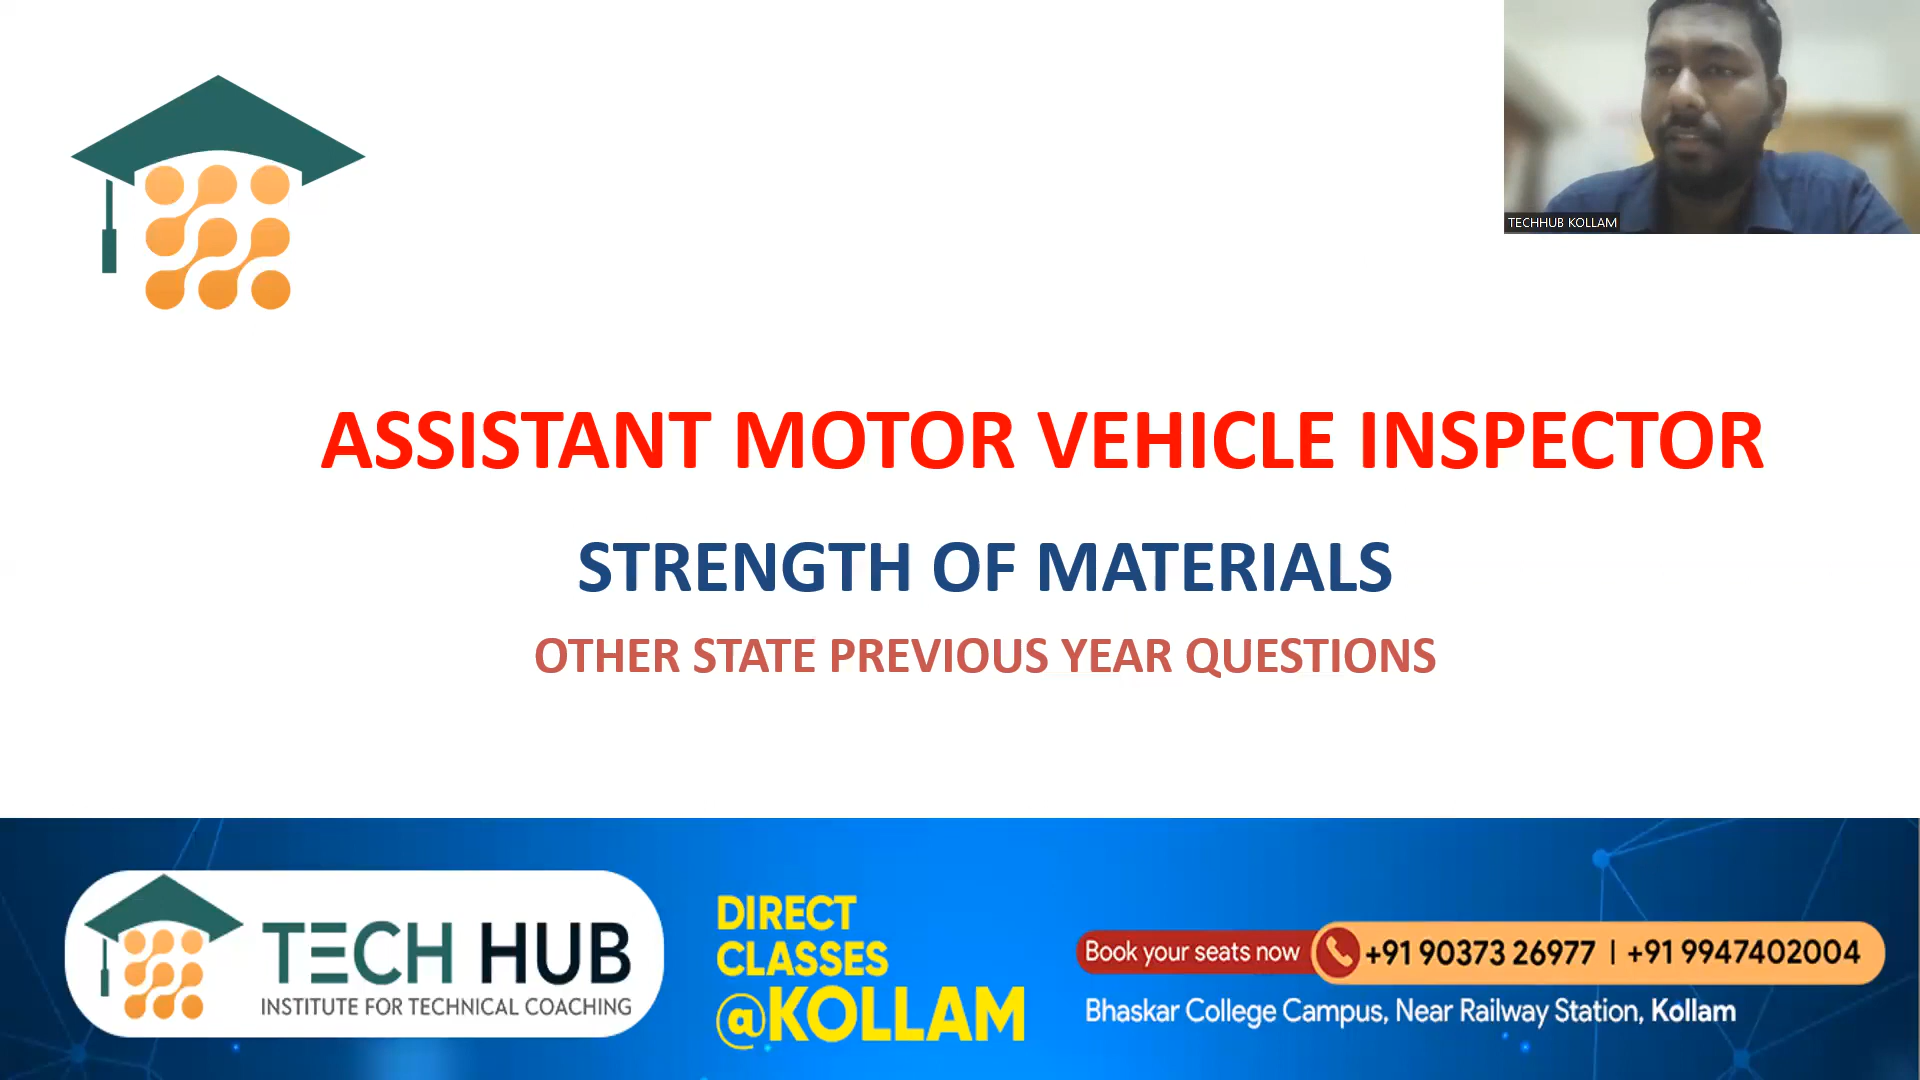 TECHHUB KOLLAM
ASSISTANT MOTOR VEHICLE INSPECTOR
STRENGTH OF MATERIALS
OTHER STATE PREVIOUS YEAR QUESTIONS
TECH HUB
INSTITUTE FOR TECHNICAL COACHING
DIRECT
CLASSES
@KOLLAM
Book your seats now +91 90373 26977 | +91 9947402004
Bhaskar College Campus, Near Railway Station, Kollam